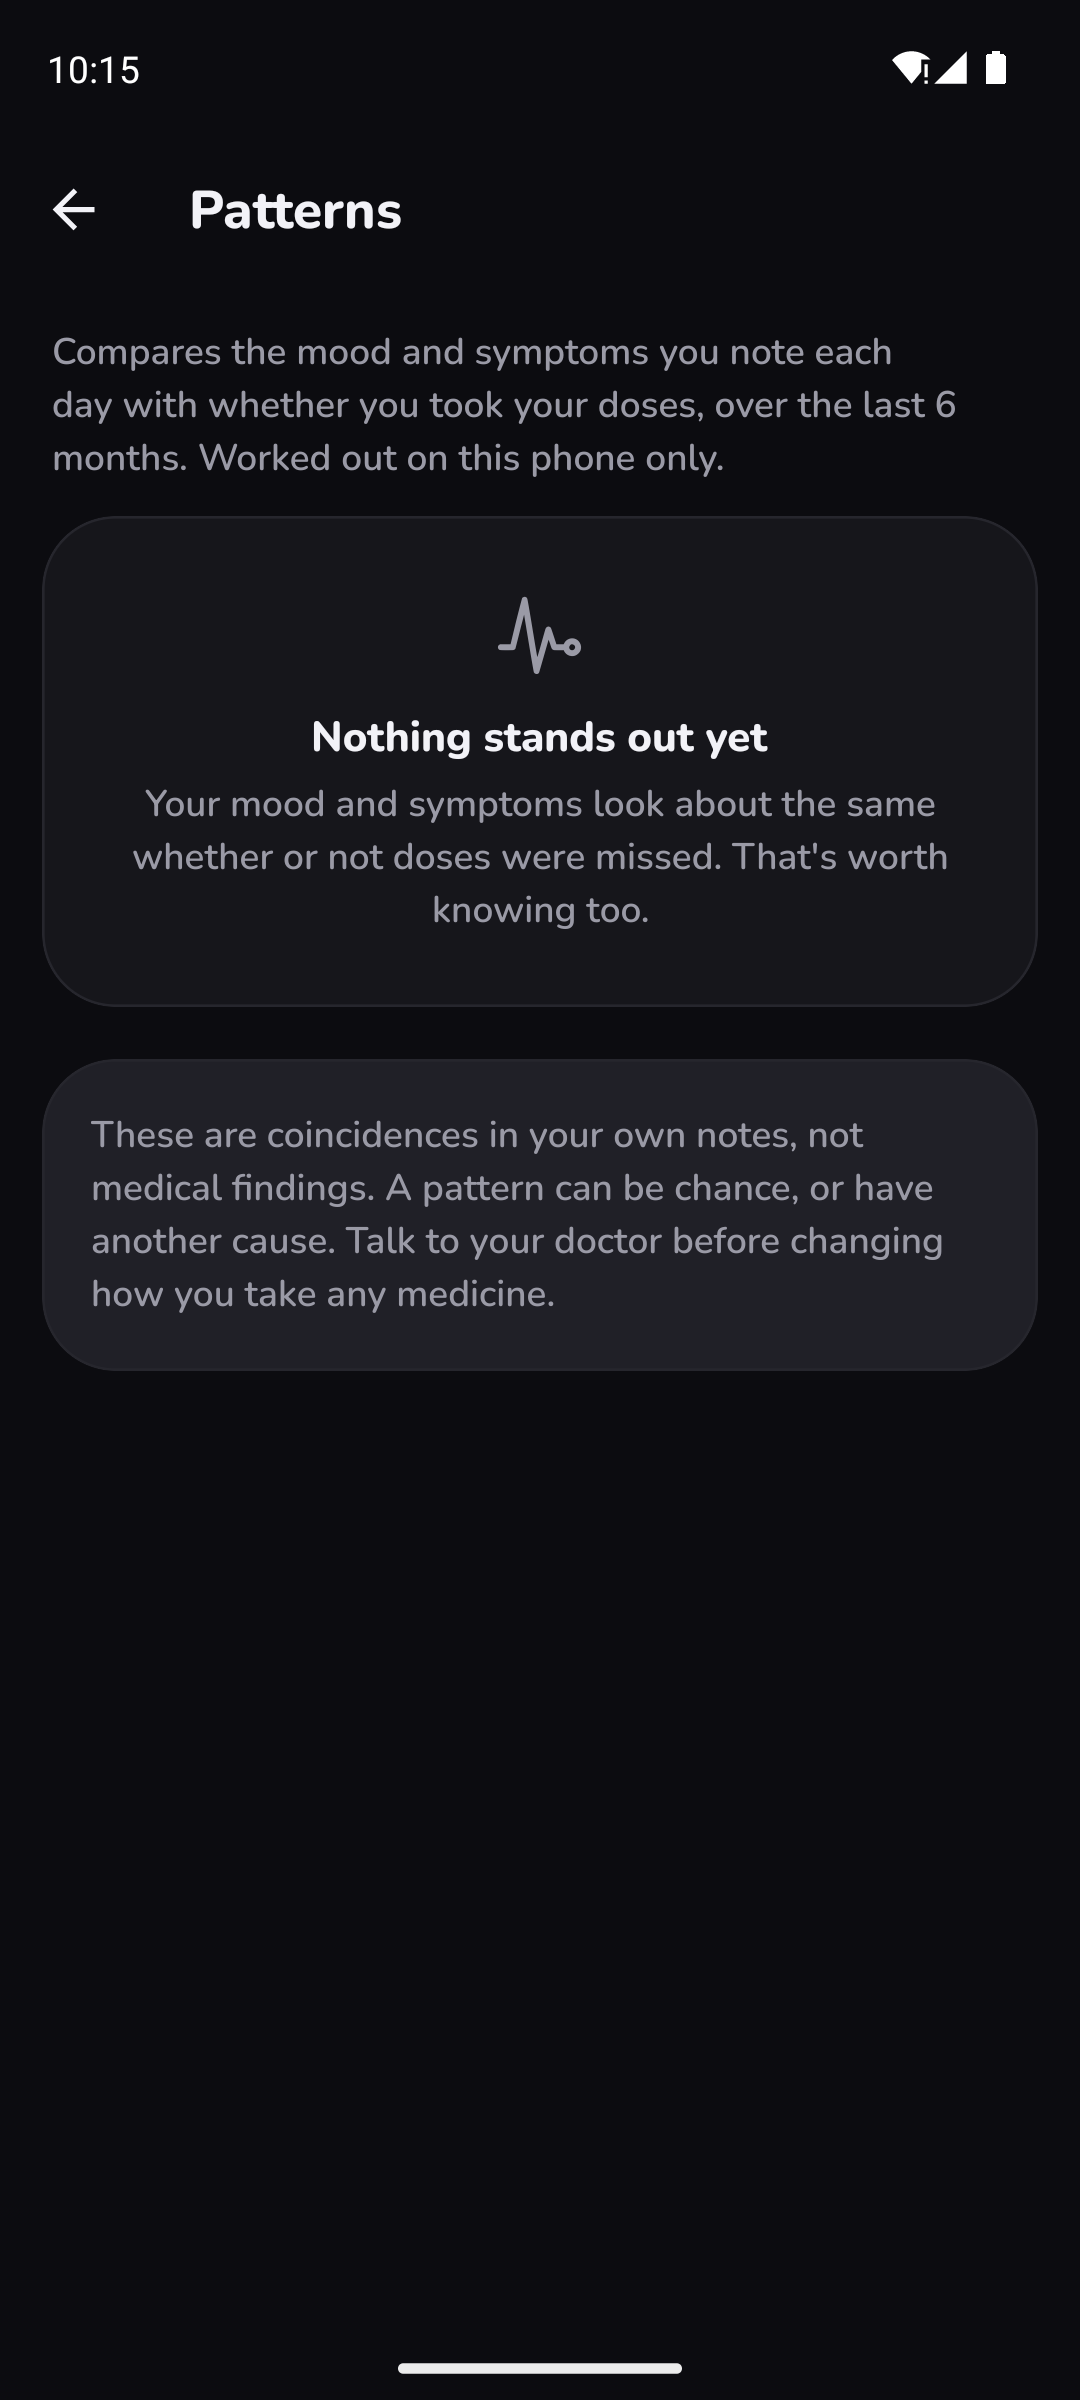 10:15
Patterns
Compares the mood and symptoms you note each
day with whether you took your doses, over the last 6
months. Worked out on this phone only.
Nothing stands out yet
Your mood and symptoms look about the same
whether or not doses were missed. That's worth
knowing too.
These are coincidences in your own notes, not
medical findings. A pattern can be chance, or have
another cause. Talk to your doctor before changing
how you take any medicine.